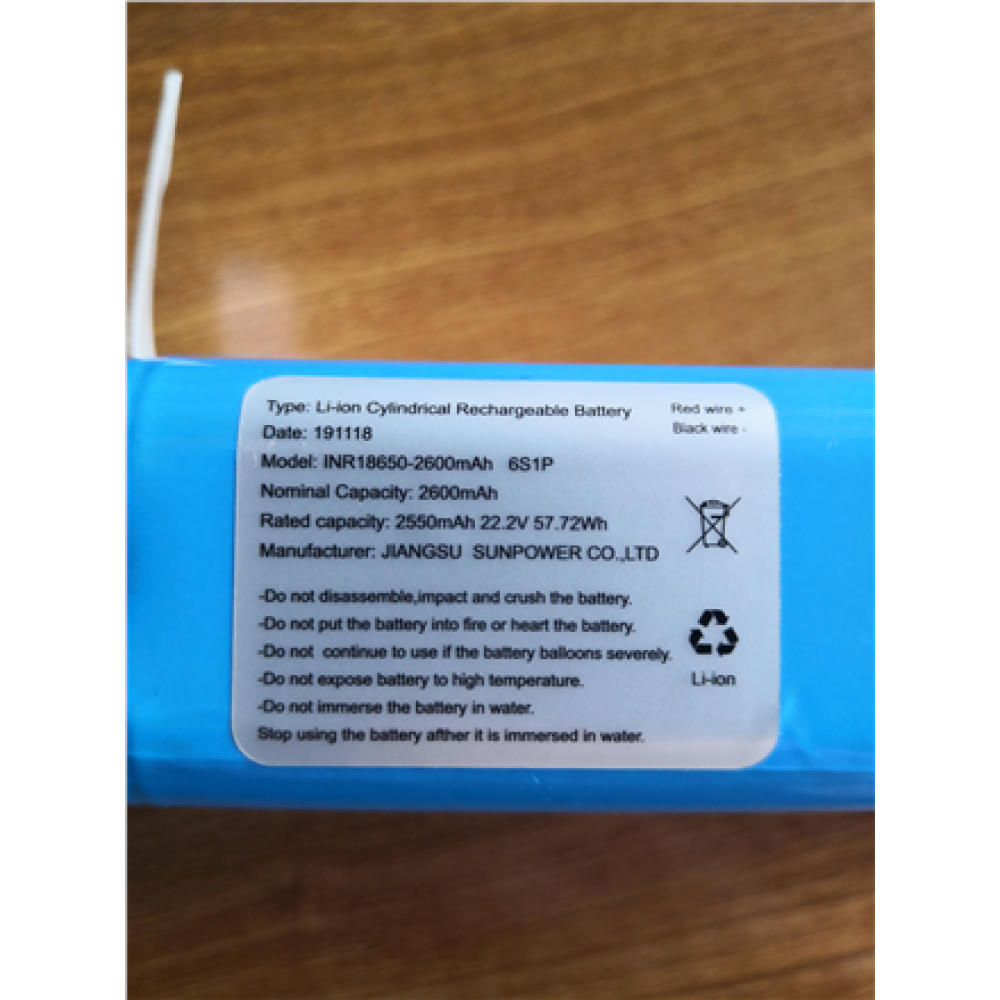 Type: Li-ion Cylindrical Rechargeable Battery
Red wire +
Black wire -
Date: 191118
Model: INR18650-2600mAh 6S1P
Nominal Capacity: 2600mAh
Rated capacity: 2550mAh 22.2V 57.72Wh
Manufacturer: JIANGSU SUNPOWER CO.,LTD
-Do not disassemble,impact and crush the battery.
-Do not put the battery into fire or heart the battery.
-Do not continue to use if the battery balloons severely.
-Do not expose battery to high temperature.
-Do not immerse the battery in water.
Stop using the battery afther it is immersed in water.
Li-ion